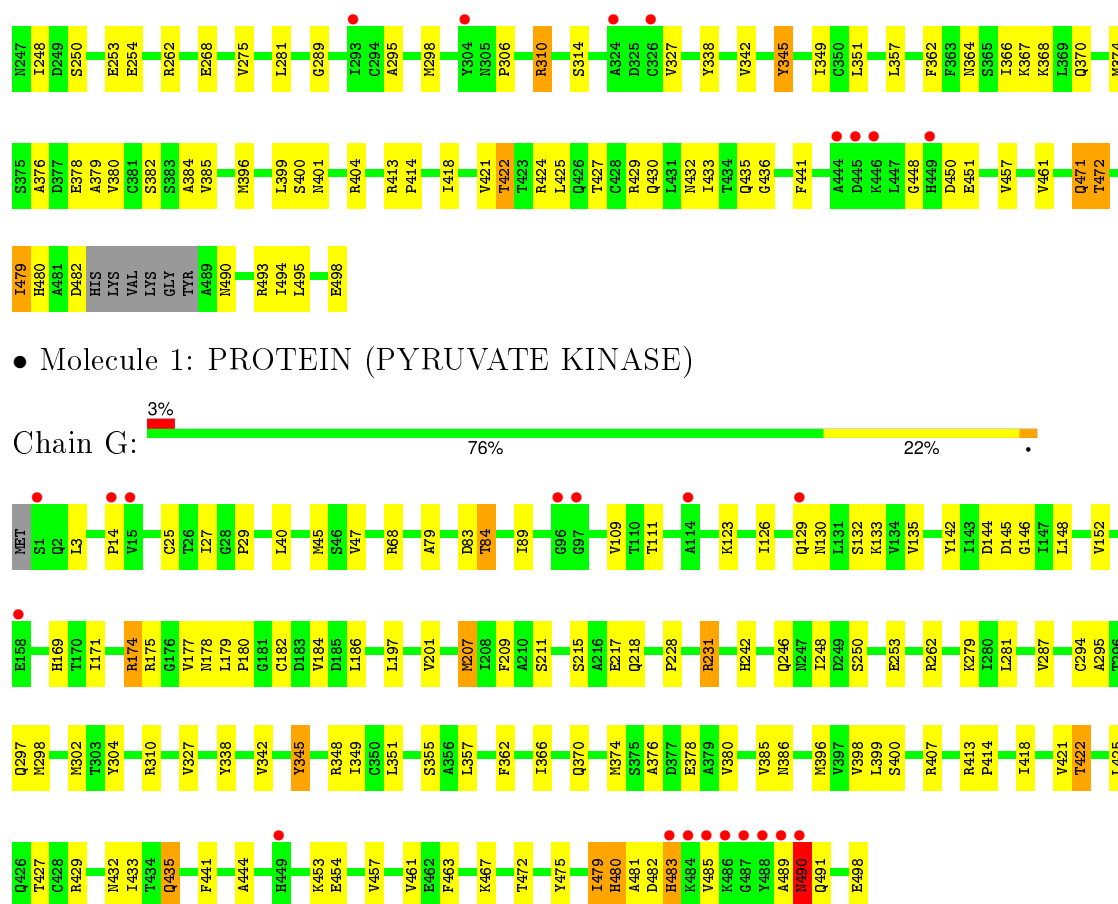 N247 I248 D249 S250 E253 E254 R262 E268 V275 L281 G289 I293 C294 A295 M298 Y304 N305 P306 R310 S314 A324 D325 C326 V327 Y338 V342 Y345 I349 C350 L351 L357 F362 F363 N364 S365 I366 K367 K368 L369 Q370 M374
S375 A376 D377 E378 A379 V380 C381 S382 S383 A384 V385 M396 L399 S400 N401 R404 R413 P414 I418 V421 T422 T423 R424 L425 Q426 T427 C428 R429 Q430 L431 N432 I433 T434 Q435 G436 F441 A444 D445 K446 L447 G448 H449 D450 E451 V457 V461 Q471 T472
I479 H480 A481 D482 HIS LYS VAL LYS GLY TYR A489 N490 R493 I494 L495 E498
• Molecule 1: PROTEIN (PYRUVATE KINASE)
3%
Chain G:
76% 22% •
MET S1 Q2 L3 P14 V15 C25 T26 I27 G28 P29 L40 M45 S46 V47 R68 A79 D83 T84 I89 G96 G97 V109 T110 T111 A114 K123 I126 Q129 N130 L131 S132 K133 V134 V135 Y142 I143 D144 D145 G146 I147 L148 V152
E158 H169 T170 I171 R174 R175 G176 V177 N178 L179 P180 G181 C182 D183 V184 D185 L186 L197 V201 M207 I208 F209 A210 S211 S215 A216 E217 Q218 P228 R231 H242 Q246 N247 I248 D249 S250 E253 R262 K279 I280 L281 V287 C294 A295 T296
Q297 M298 M302 T303 Y304 R310 V327 Y338 V342 Y345 R348 I349 C350 L351 S355 A356 L357 F362 I366 Q370 M374 S375 A376 D377 E378 A379 V380 V385 N386 M396 V397 V398 L399 S400 R407 R413 P414 I418 V421 T422 L425
Q426 T427 C428 R429 N432 I433 T434 Q435 F441 A444 H449 K453 E454 V457 V461 E462 F463 K467 T472 Y475 I479 H480 A481 D482 H483 K484 V485 K486 G487 Y488 A489 N490 Q491 E498